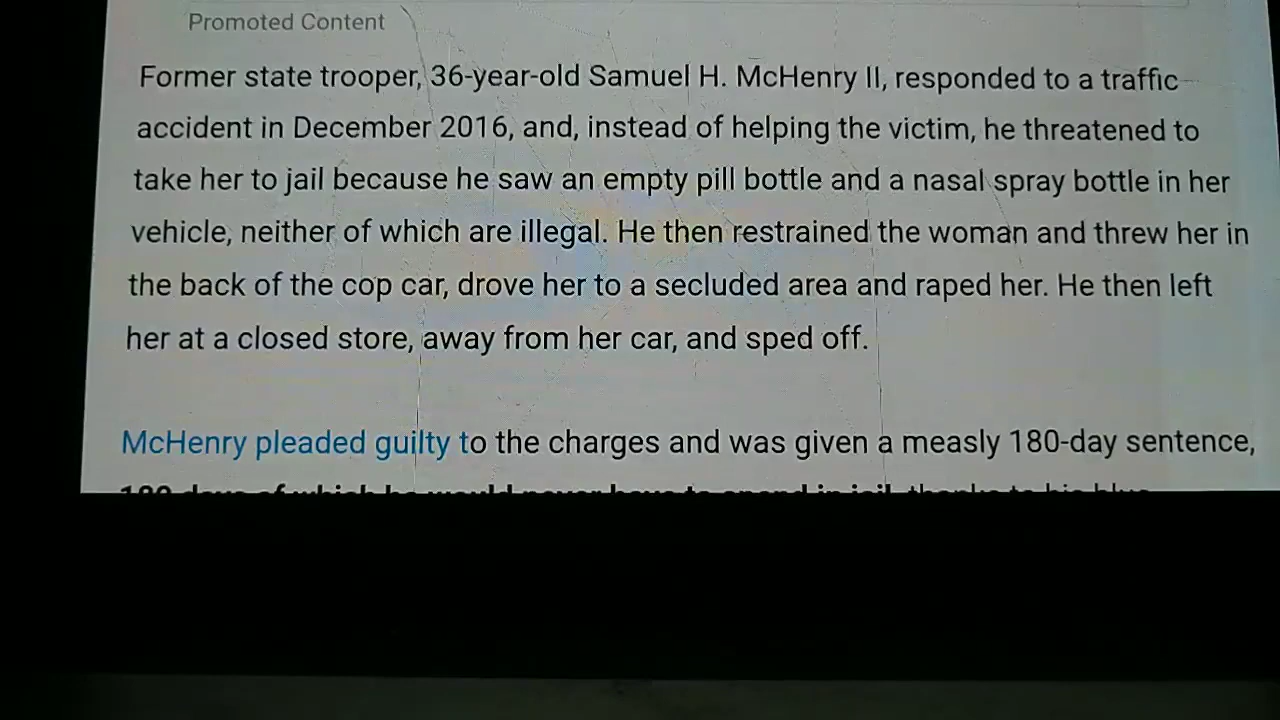 Promoted Content
Former state trooper, 36-year-old Samuel H. McHenry II, responded to a traffic
accident in December 2016, and, instead of helping the victim, he threatened to
take her to jail because he saw an empty pill bottle and a nasal spray bottle in her
vehicle, neither of which are illegal. He then restrained the woman and threw her in
the back of the cop car, drove her to a secluded area and raped her. He then left
her at a closed store, away from her car, and sped off.
McHenry pleaded guilty to the charges and was given a measly 180-day sentence,